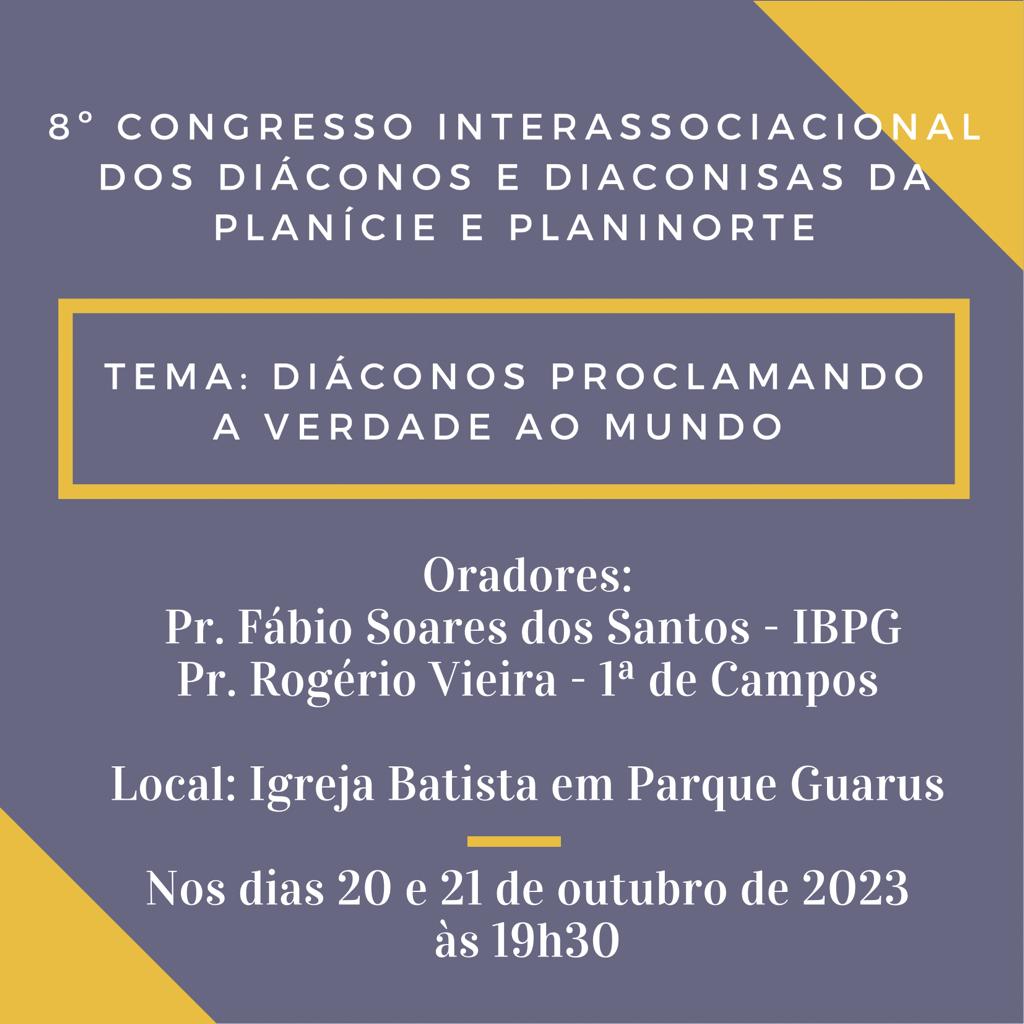 8º CONGRESSO INTERASSOCIACIONAL
DOS DIÁCONOS E DIACONISAS DA
PLANÍCIE E PLANINORTE
TEMA: DIÁCONOS PROCLAMANDO
A VERDADE AO MUNDO
Oradores:
Pr. Fábio Soares dos Santos - IBPG
Pr. Rogério Vieira - 1ª de Campos
Local: Igreja Batista em Parque Guarus
Nos dias 20 e 21 de outubro de 2023
às 19h30